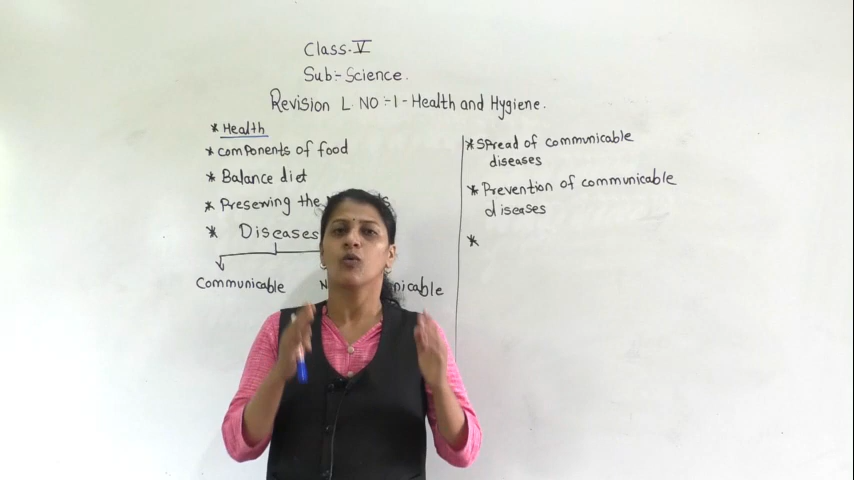 Class-V
Sub:- Science.
Revision L. NO :-1 - Health and Hygiene.
* Health
* components of food
* Balance diet
* Preserving the
* Diseases
Communicable
* Spread of communicable
diseases
* Prevention of communicable
diseases
*